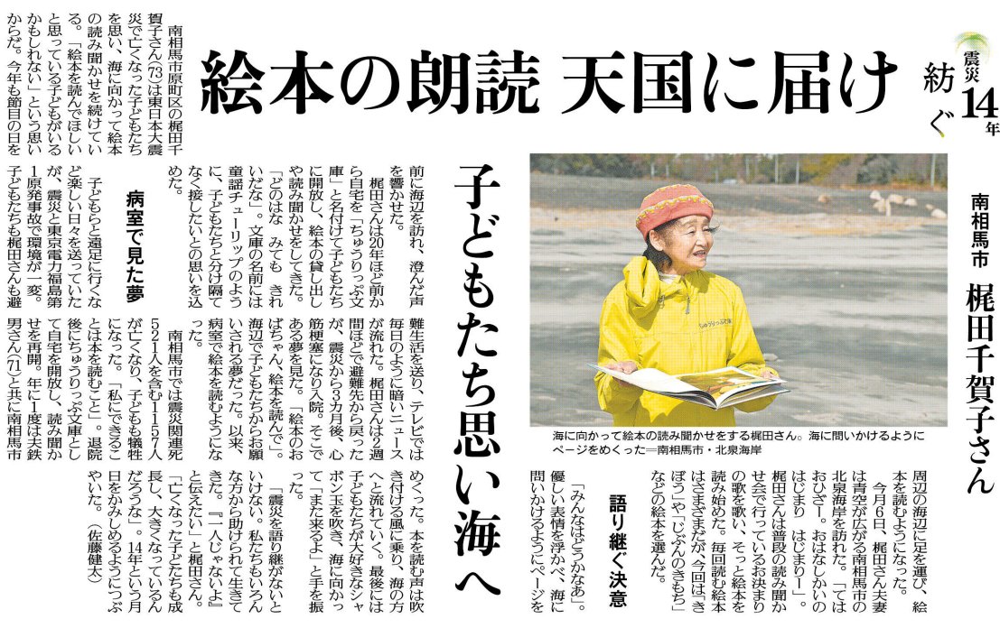 震災14年
紡ぐ
絵本の朗読 天国に届け
子どもたち思い海へ
南相馬市 梶田千賀子さん
南相馬市原町区の梶田千
賀子さん(73)は東日本大震
災で亡くなった子どもたち
を思い、海に向かって絵本
の読み聞かせを続けてい
る。「絵本を読んでほしい
と思っている子どもがいる
かもしれない」という思い
からだ。今年も節目の日を
前に海辺を訪れ、澄んだ声
を響かせた。
梶田さんは20年ほど前か
ら自宅を「ちゅうりっぷ文
庫」と名付けて子どもたち
に開放し、絵本の貸し出し
や読み聞かせをしてきた。
「どのはな みても きれ
いだな」。文庫の名前には
童謡チューリップのよう
に、子どもたちと分け隔て
なく接したいとの思いを込
めた。
病室で見た夢
子どもらと遠足に行くな
ど楽しい日々を送っていた
が、震災と東京電力福島第
1原発事故で環境が一変。
子どもたちも梶田さんも避
難生活を送り、テレビでは
毎日のように暗いニュース
が流れた。梶田さんは2週
間ほどで避難先から戻った
が、震災から3カ月後、心
筋梗塞になり入院。そこで
ある夢を見た。「絵本のお
ばちゃん、絵本を読んで」。
海辺で子どもたちからお願
いされる夢だった。以来、
病室で絵本を読むようにな
った。
南相馬市では震災関連死
521人を含む1157人
が亡くなり、子どもも犠牲
になった。「私にできるこ
とは本を読むこと」。退院
後にちゅうりっぷ文庫とし
て自宅を開放し、読み聞か
せを再開。年に1度は夫鉄
男さん(71)と共に南相馬市
周辺の海辺に足を運び、絵
本を読むようになった。
今月6日、梶田さん夫妻
は青空が広がる南相馬市の
北泉海岸を訪れた。「ては
おひざー。おはなしかいの
はじまり はじまりー」。
梶田さんは普段の読み聞か
せ会で行っているお決まり
の歌を歌い、そっと絵本を
読み始めた。毎回読む絵本
はさまざまだが、今回は「き
ぼう」や「じぶんのきもち」
などの絵本を選んだ。
語り継ぐ決意
「みんなはどうかなあ」。
優しい表情を浮かべ、海に
問いかけるようにページを
めくった。本を読む声は吹
き付ける風に乗り、海の方
へと流れていく。最後には
子どもたちが大好きなシャ
ボン玉を吹き、海に向かっ
て「また来るよ」と手を振
った。
「震災を語り継がないと
いけない。私たちもいろん
な方から助けられて生きて
きた。『一人じゃないよ』
と伝えたい」と梶田さん。
「亡くなった子どもたちも成
長し、大きくなっているん
だろうな」。14年という月
日をかみしめるようにつぶ
やいた。(佐藤健太)
ちゅうりっぷ文庫
海に向かって絵本の読み聞かせをする梶田さん。海に問いかけるように
ページをめくった=南相馬市・北泉海岸